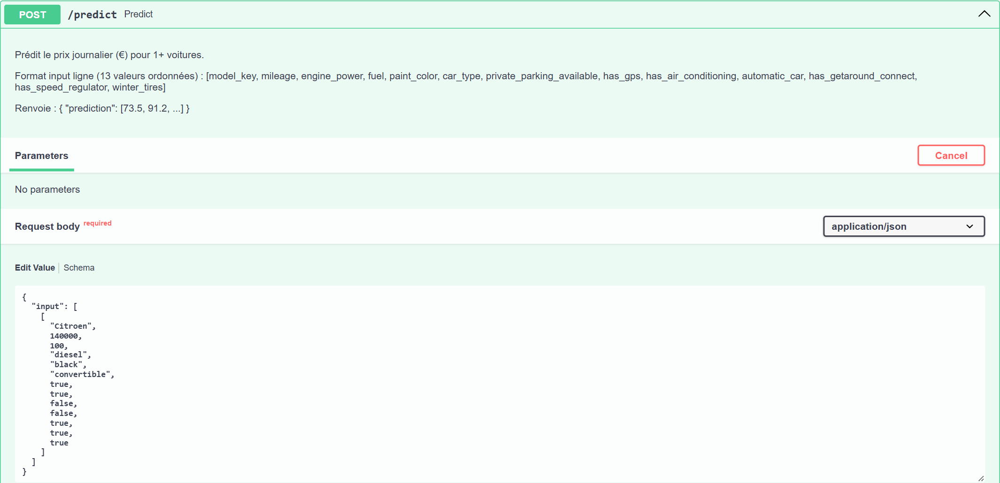 POST /predict Predict
Prédit le prix journalier (€) pour 1+ voitures.
Format input ligne (13 valeurs ordonnées) : [model_key, mileage, engine_power, fuel, paint_color, car_type, private_parking_available, has_gps, has_air_conditioning, automatic_car, has_getaround_connect,
has_speed_regulator, winter_tires]
Renvoie : { "prediction": [73.5, 91.2, ...] }
Parameters
Cancel
No parameters
Request body required
application/json
Edit Value
Schema
{
  "input": [
    [
      "Citroen",
      140000,
      100,
      "diesel",
      "black",
      "convertible",
      true,
      true,
      false,
      false,
      true,
      true,
      true
    ]
  ]
}